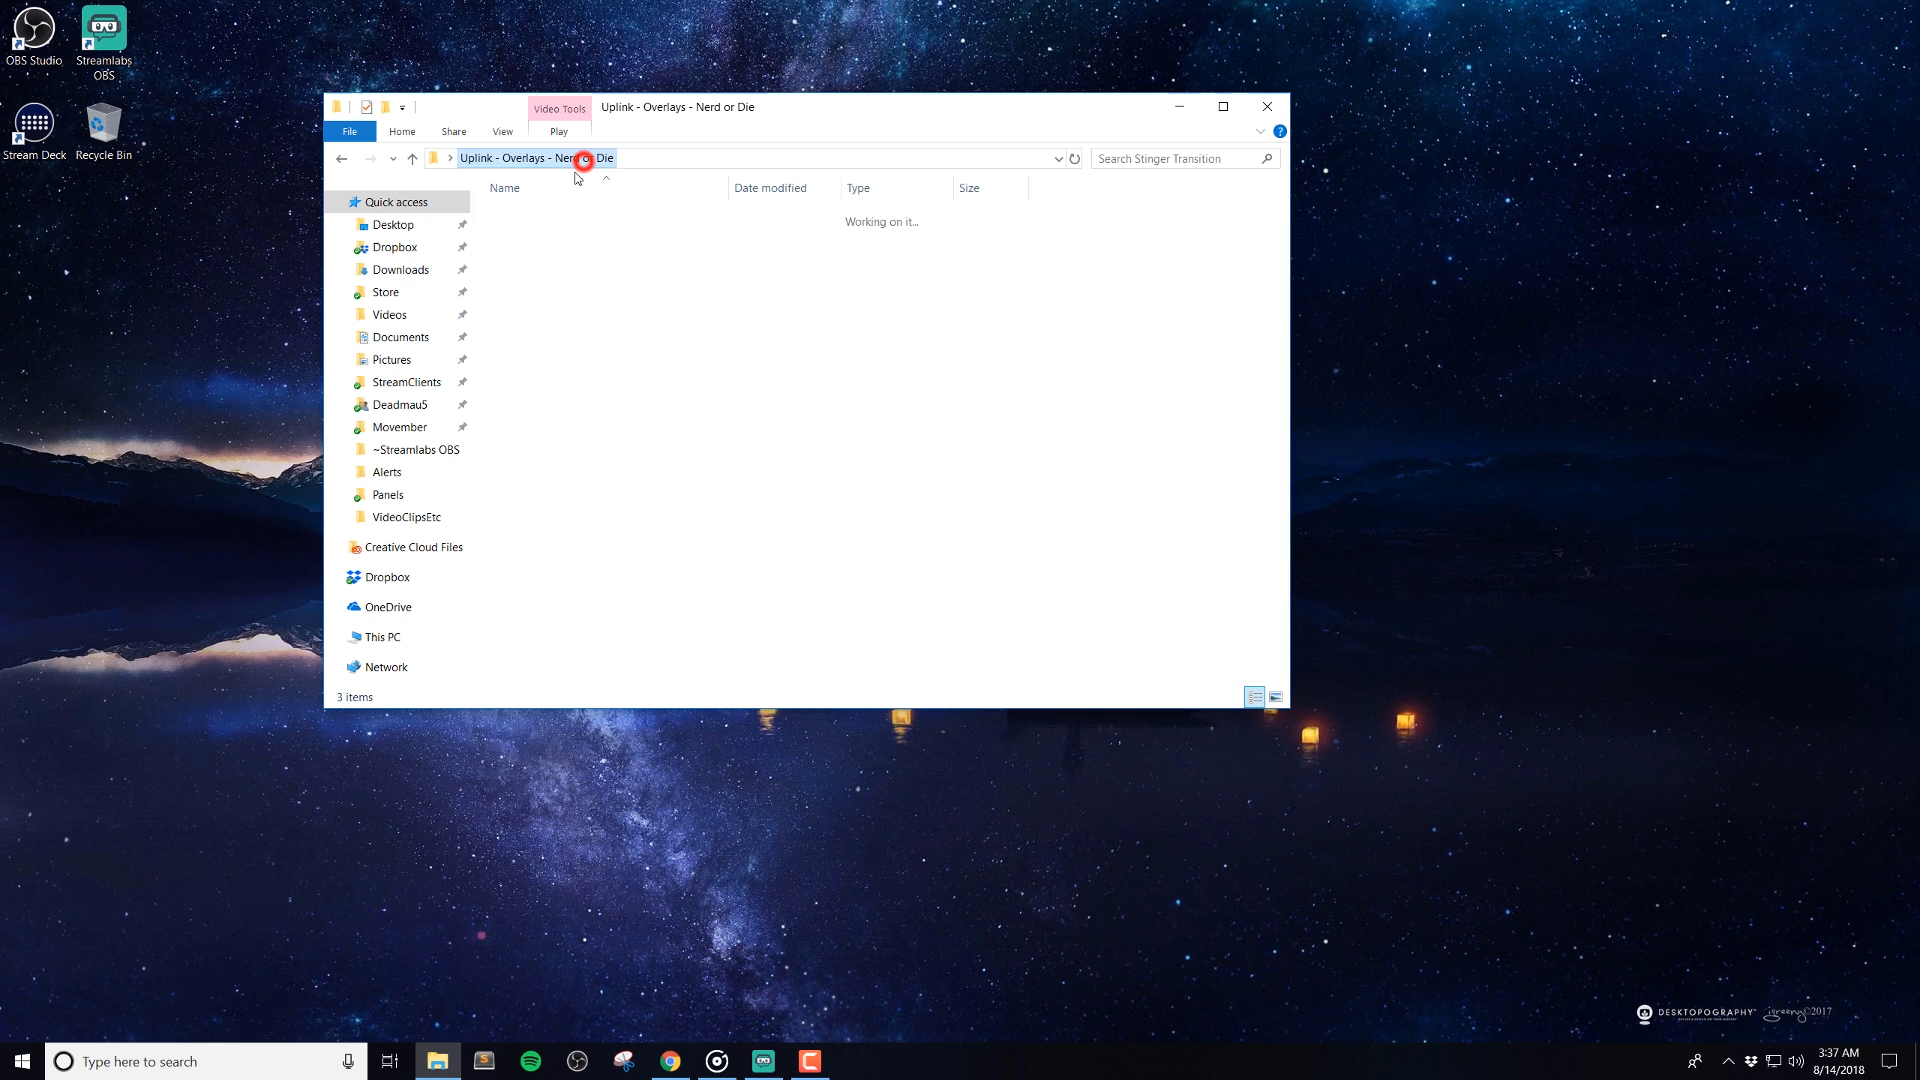 OBS Studio
Streamlabs
OBS
Stream Deck
Recycle Bin
Video Tools
Uplink - Overlays - Nerd or Die
File
Home
Share
View
Play
?
Uplink - Overlays - Nerd or Die
Search Stinger Transition
Name
Date modified
Type
Size
Working on it...
Quick access
Desktop
Dropbox
Downloads
Store
Videos
Documents
Pictures
StreamClients
Deadmau5
Movember
~Streamlabs OBS
Alerts
Panels
VideoClipsEtc
Creative Cloud Files
Dropbox
OneDrive
This PC
Network
3 items
DESKTOPOGRAPHY
©2017
Type here to search
3:37 AM
8/14/2018